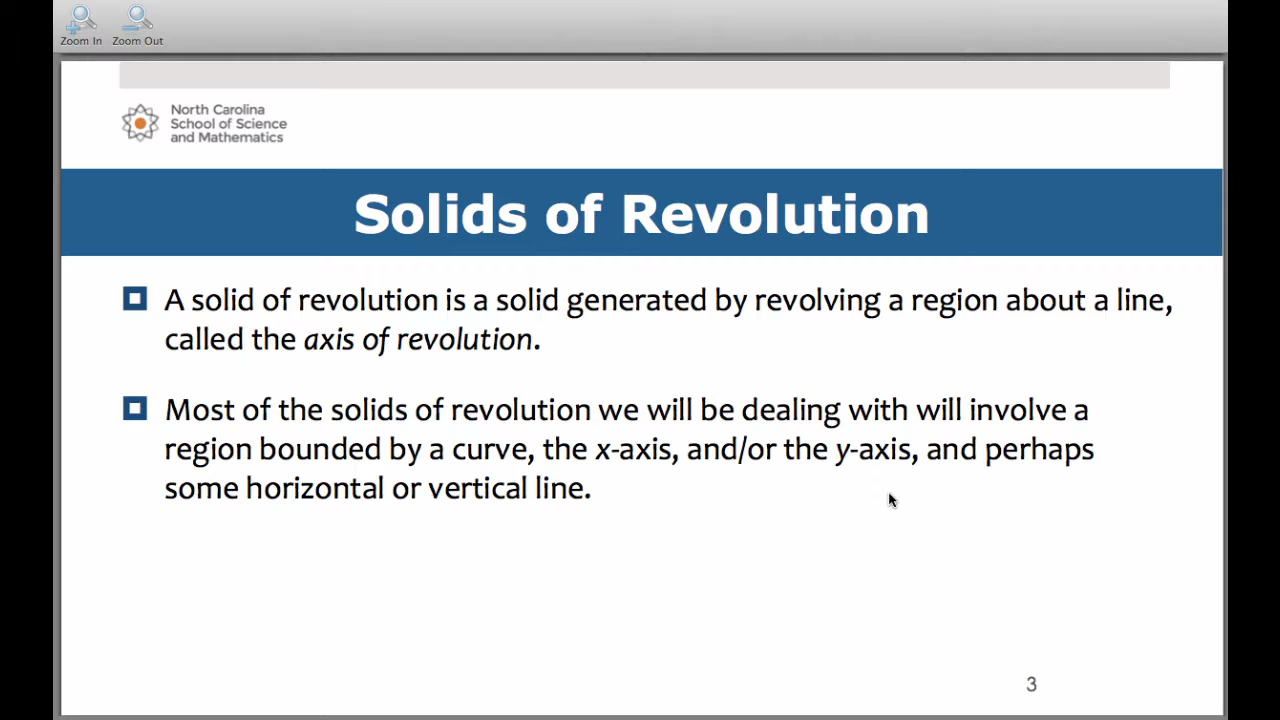 Zoom In Zoom Out
North Carolina
School of Science
and Mathematics
Solids of Revolution
A solid of revolution is a solid generated by revolving a region about a line,
called the axis of revolution.
Most of the solids of revolution we will be dealing with will involve a
region bounded by a curve, the x-axis, and/or the y-axis, and perhaps
some horizontal or vertical line.
3